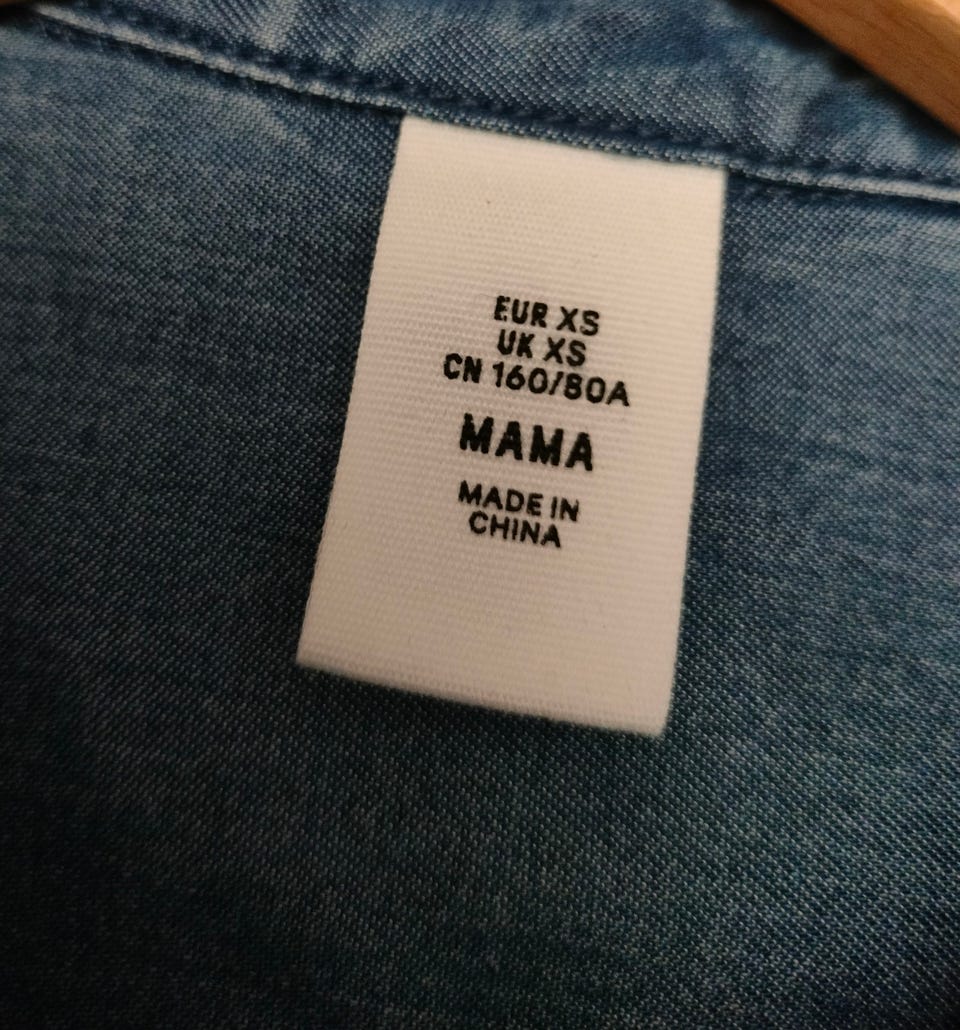 EUR XS
UK XS
CN 160/80A
MAMA
MADE IN
CHINA